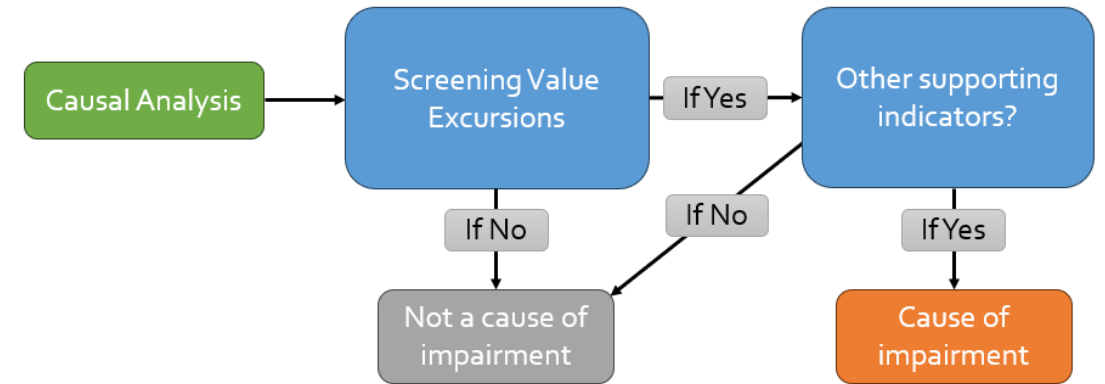 Causal Analysis
Screening Value
Excursions
If Yes
Other supporting
indicators?
If No
If No
If Yes
Not a cause of
impairment
Cause of
impairment